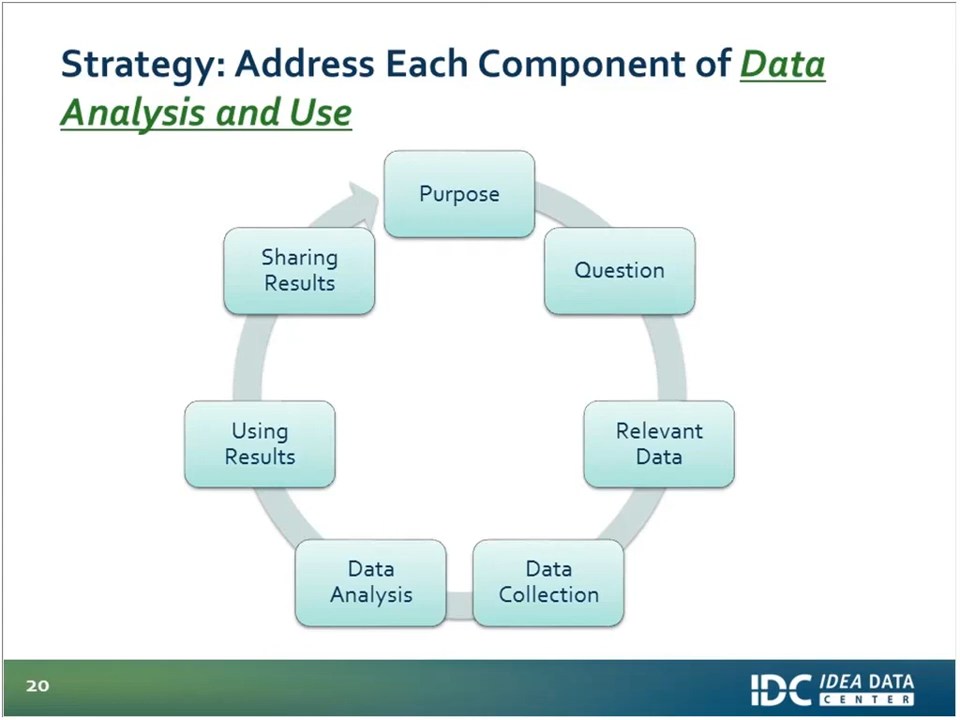 Strategy: Address Each Component of Data
Analysis and Use
Purpose
Question
Relevant
Data
Data
Collection
Data
Analysis
Using
Results
Sharing
Results
20
IDC IDEA DATA
CENTER